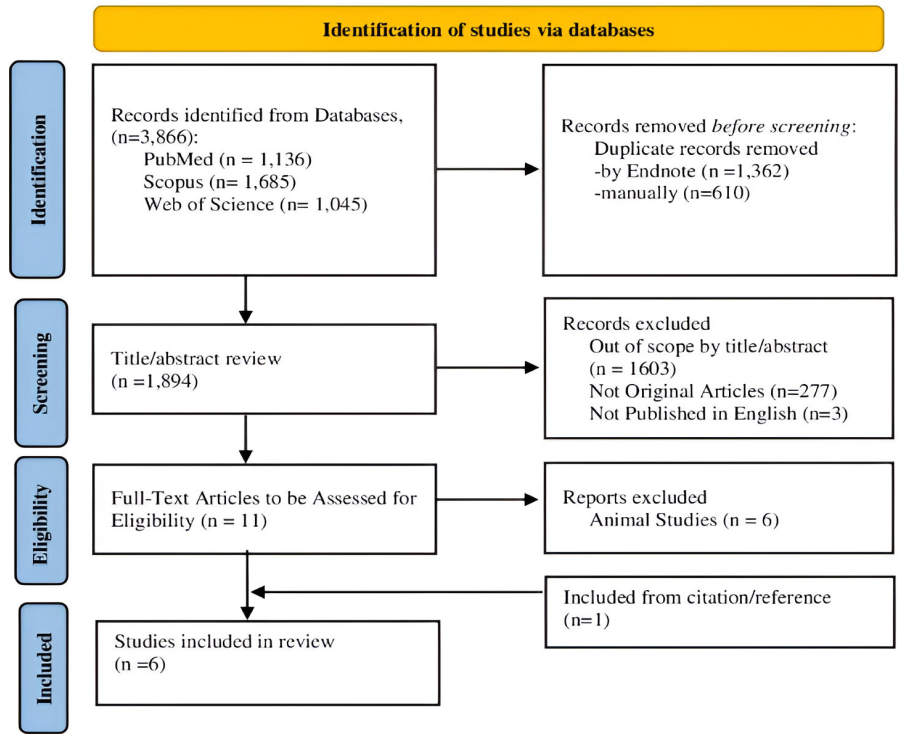 Identification of studies via databases
Identification
Records identified from Databases,
(n=3,866):
PubMed (n = 1,136)
Scopus (n= 1,685)
Web of Science (n= 1,045)
Records removed before screening:
Duplicate records removed
-by Endnote (n =1,362)
-manually (n=610)
Screening
Title/abstract review
(n =1,894)
Records excluded
Out of scope by title/abstract
(n = 1603)
Not Original Articles (n=277)
Not Published in English (n=3)
Eligibility
Full-Text Articles to be Assessed for
Eligibility (n = 11)
Reports excluded
Animal Studies (n = 6)
Included from citation/reference
(n=1)
Included
Studies included in review
(n =6)